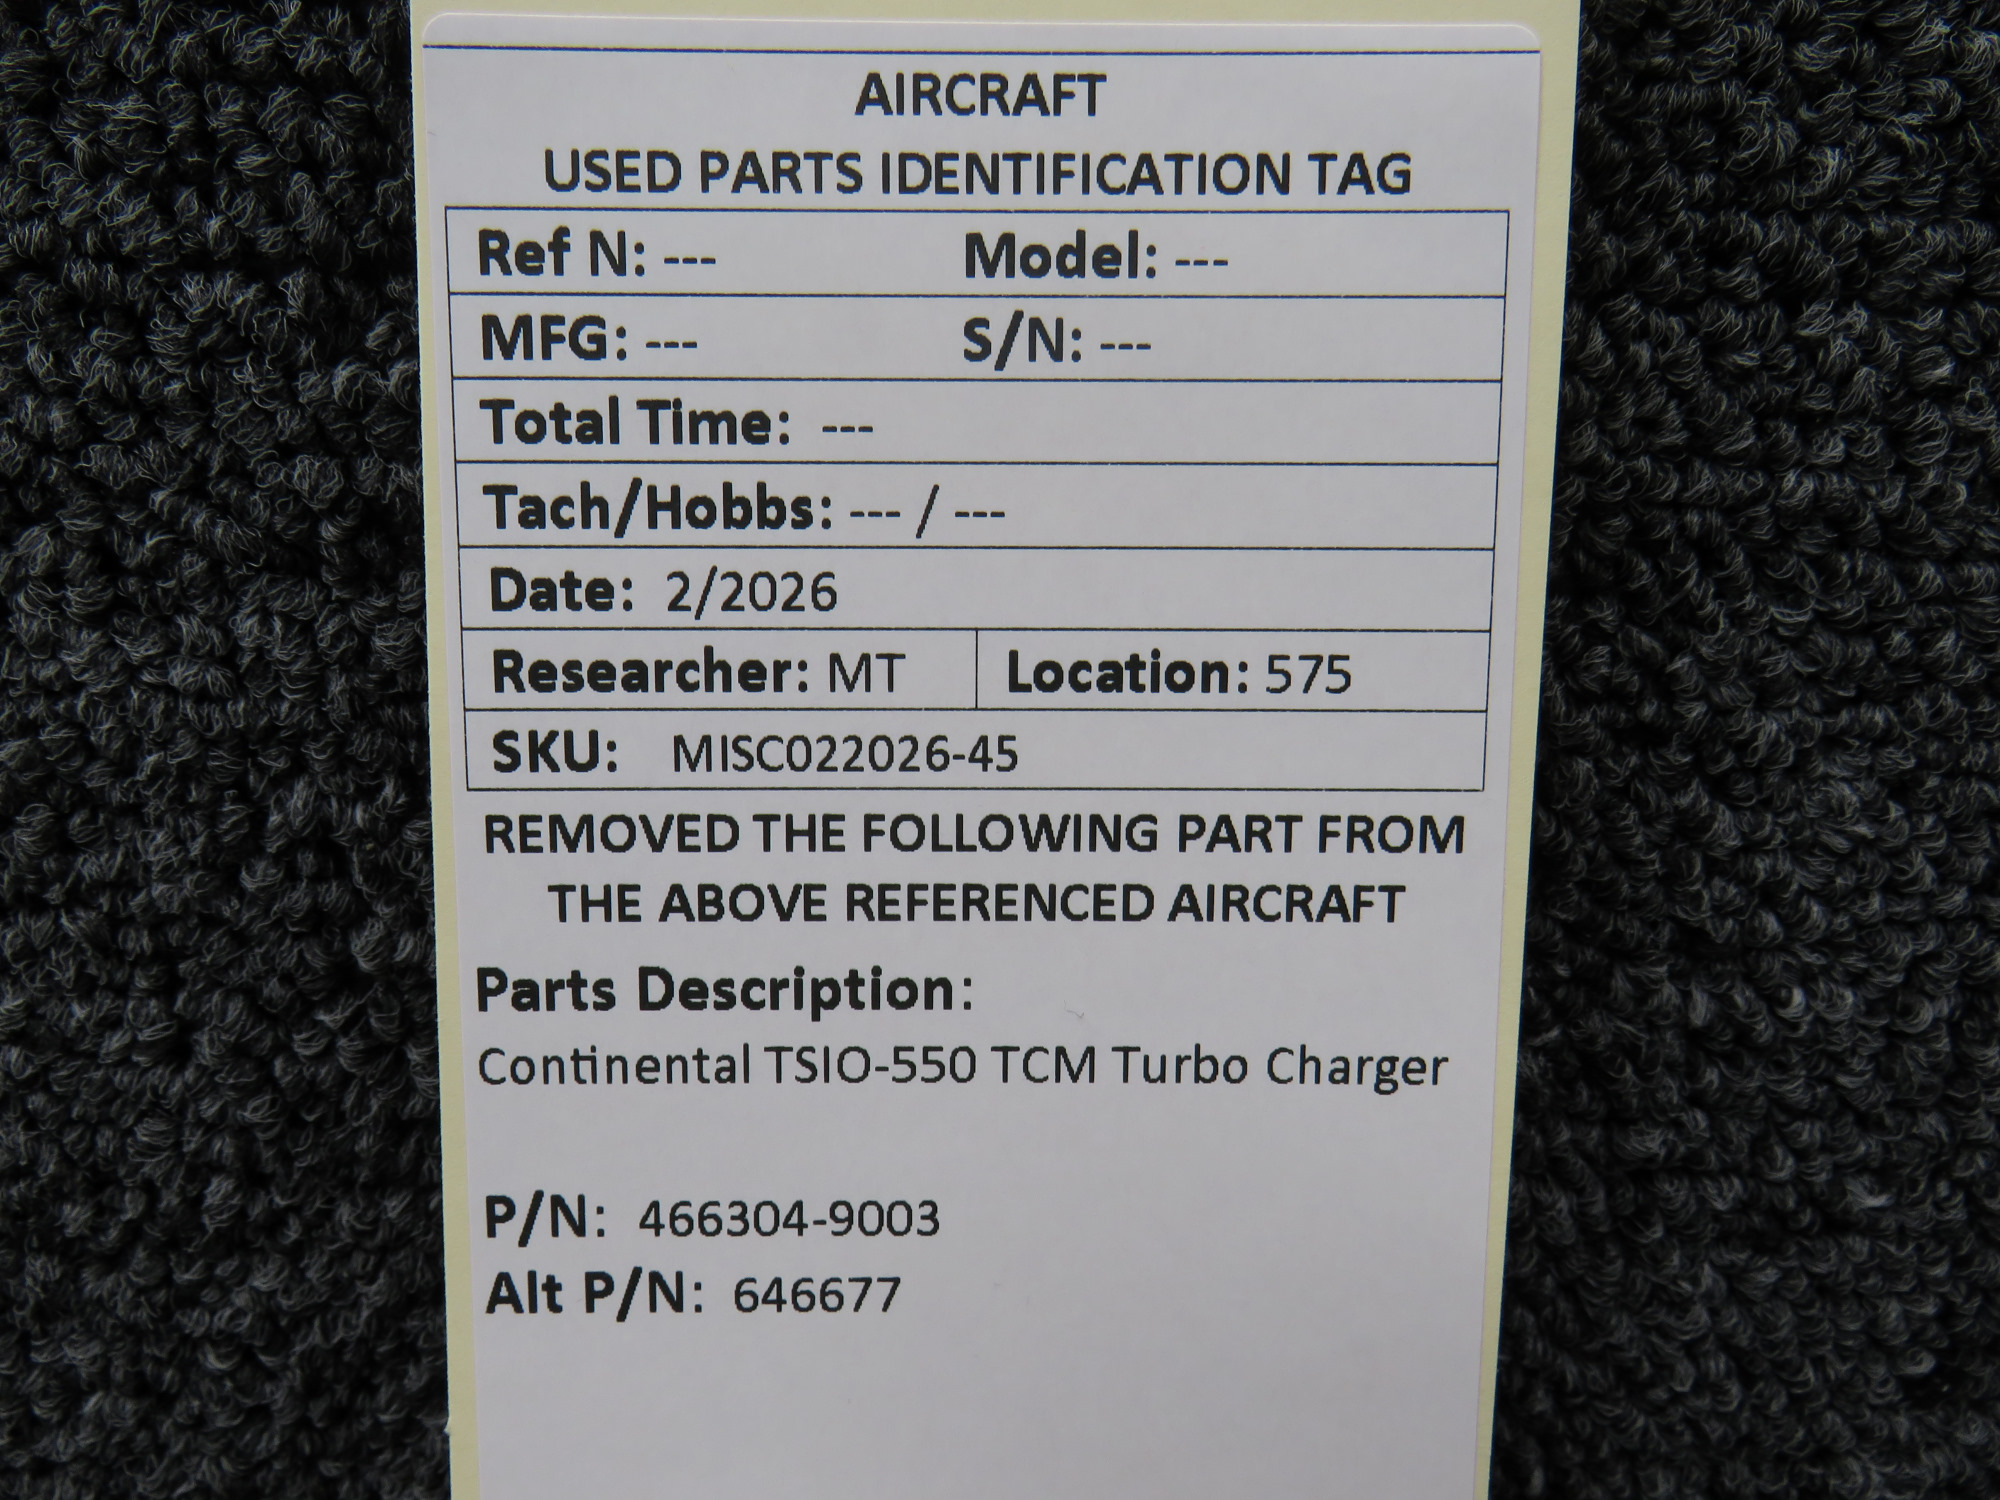 AIRCRAFT
USED PARTS IDENTIFICATION TAG
Ref N: --- Model: ---
MFG: --- S/N: ---
Total Time: ---
Tach/Hobbs: --- / ---
Date: 2/2026
Researcher: MT Location: 575
SKU: MISC022026-45
REMOVED THE FOLLOWING PART FROM
THE ABOVE REFERENCED AIRCRAFT
Parts Description:
Continental TSIO-550 TCM Turbo Charger
P/N: 466304-9003
Alt P/N: 646677